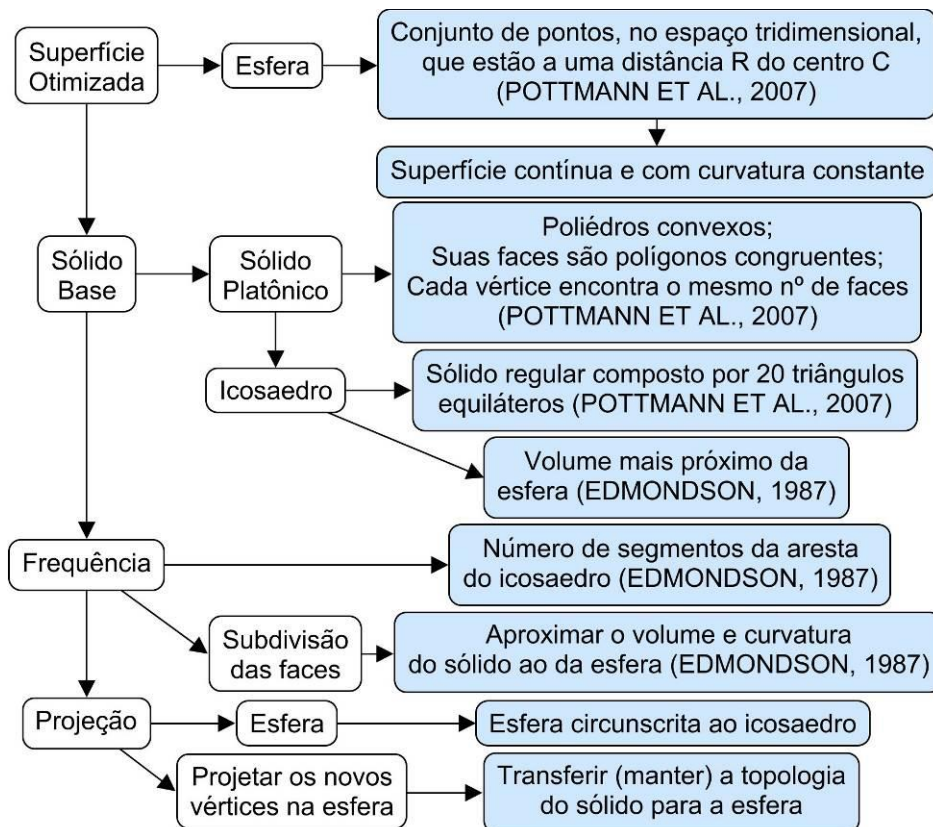 Superfície
Otimizada
Esfera
Conjunto de pontos, no espaço tridimensional,
que estão a uma distância R do centro C
(POTTMANN ET AL., 2007)
Superfície contínua e com curvatura constante
Sólido
Base
Sólido
Platônico
Poliédros convexos;
Suas faces são polígonos congruentes;
Cada vértice encontra o mesmo nº de faces
(POTTMANN ET AL., 2007)
Icosaedro
Sólido regular composto por 20 triângulos
equiláteros (POTTMANN ET AL., 2007)
Volume mais próximo da
esfera (EDMONDSON, 1987)
Frequência
Número de segmentos da aresta
do icosaedro (EDMONDSON, 1987)
Subdivisão
das faces
Aproximar o volume e curvatura
do sólido ao da esfera (EDMONDSON, 1987)
Projeção
Esfera
Esfera circunscrita ao icosaedro
Projetar os novos
vértices na esfera
Transferir (manter) a topologia
do sólido para a esfera